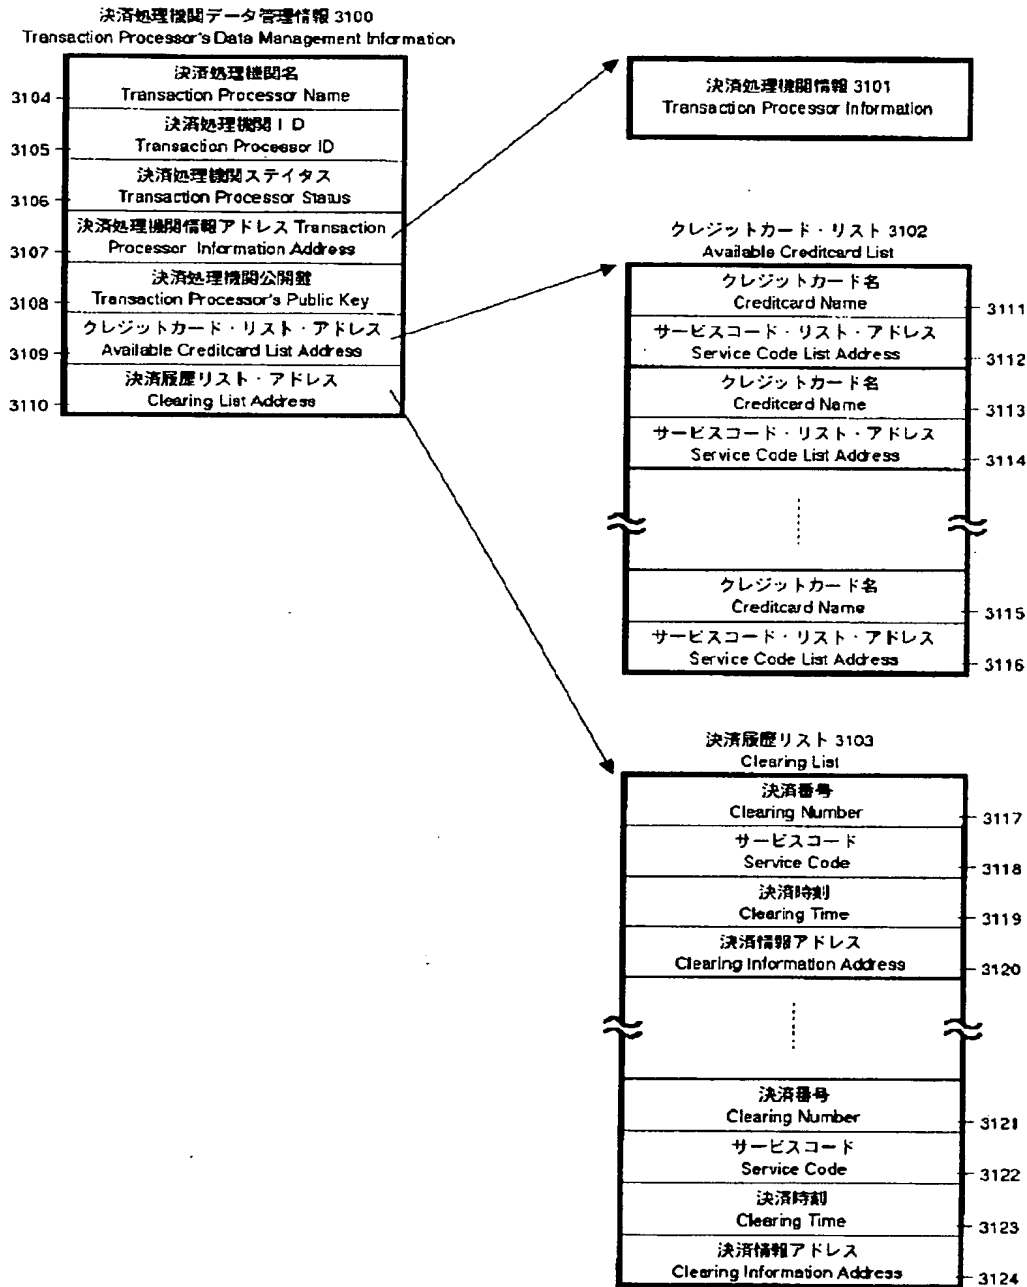 決済処理機関データ管理情報 3100
Transaction Processor's Data Management Information
決済処理機関名
Transaction Processor Name
3104
決済処理機関ID
Transaction Processor ID
3105
決済処理機関ステイタス
Transaction Processor Status
3106
決済処理機関情報アドレス Transaction
Processor Information Address
3107
決済処理機関公開鍵
Transaction Processor's Public Key
3108
クレジットカード・リスト・アドレス
Available Creditcard List Address
3109
決済履歴リスト・アドレス
Clearing List Address
3110
決済処理機関情報 3101
Transaction Processor Information
クレジットカード・リスト 3102
Available Creditcard List
クレジットカード名
Creditcard Name
3111
サービスコード・リスト・アドレス
Service Code List Address
3112
クレジットカード名
Creditcard Name
3113
サービスコード・リスト・アドレス
Service Code List Address
3114
クレジットカード名
Creditcard Name
3115
サービスコード・リスト・アドレス
Service Code List Address
3116
決済履歴リスト 3103
Clearing List
決済番号
Clearing Number
3117
サービスコード
Service Code
3118
決済時刻
Clearing Time
3119
決済情報アドレス
Clearing Information Address
3120
決済番号
Clearing Number
3121
サービスコード
Service Code
3122
決済時刻
Clearing Time
3123
決済情報アドレス
Clearing Information Address
3124